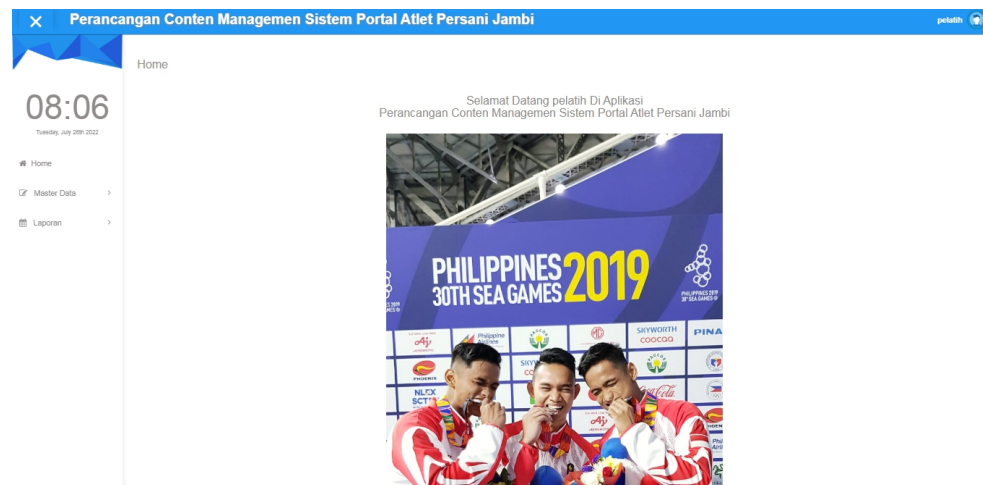 Perancangan Conten Managemen Sistem Portal Atlet Persani Jambi
pelatih
Home
08:06
Tuesday, July 26th 2022
Home
Master Data
Laporan
Selamat Datang pelatih Di Aplikasi
Perancangan Conten Managemen Sistem Portal Atlet Persani Jambi
PHILIPPINES 2019
30TH SEA GAMES
PHILIPPINES 2019
30th SEA GAMES
SKYWORTH
coocaa
PINA
Philippine
Airlines
PHOENIX
NLEX
Coca-Cola